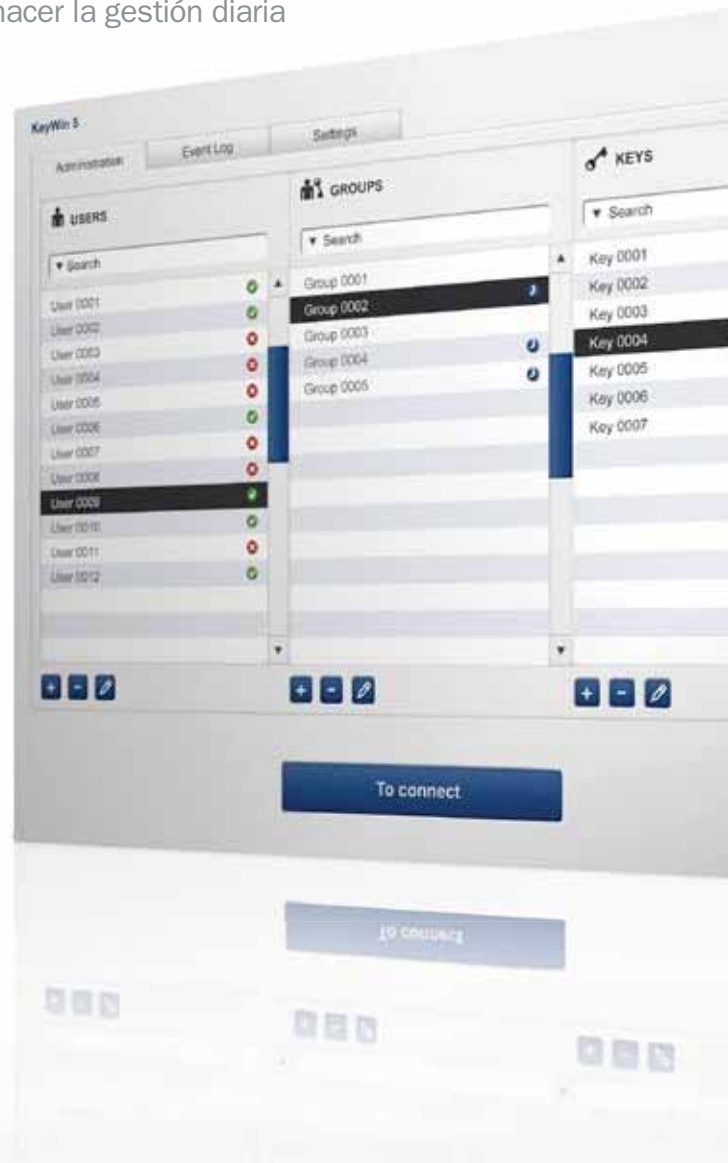 hacer la gestión diaria
KeyWin 5
Administration
Event Log
Settings
USERS
Search
User 0001
User 0002
User 0003
User 0004
User 0005
User 0006
User 0007
User 0008
User 0009
User 0010
User 0011
User 0012
GROUPS
Search
Group 0001
Group 0002
Group 0003
Group 0004
Group 0005
KEYS
Search
Key 0001
Key 0002
Key 0003
Key 0004
Key 0005
Key 0006
Key 0007
To connect
To connect